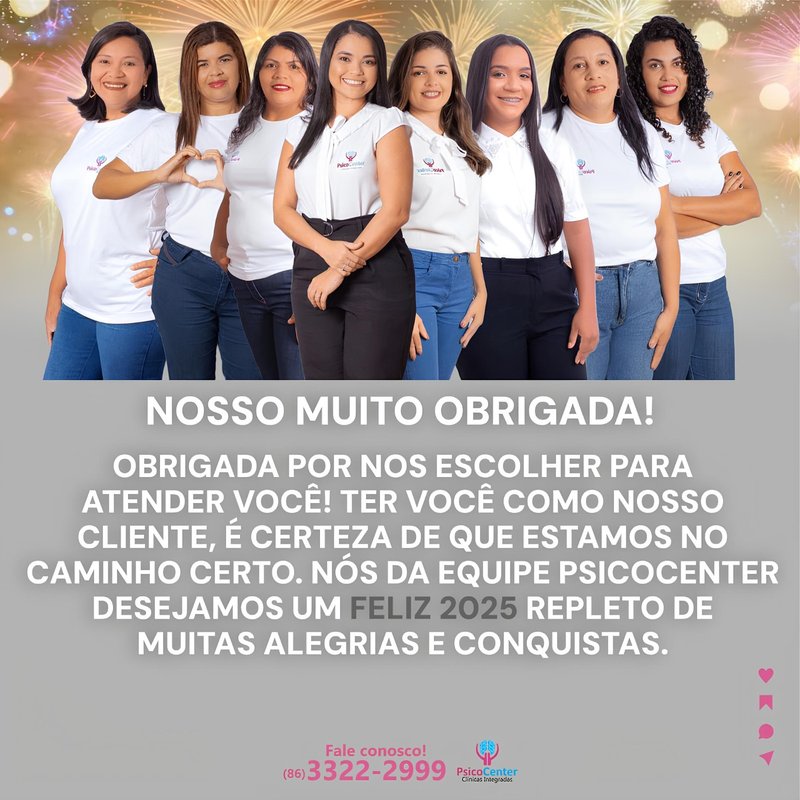 PsicoCenter
NOSSO MUITO OBRIGADA!
OBRIGADA POR NOS ESCOLHER PARA
ATENDER VOCÊ! TER VOCÊ COMO NOSSO
CLIENTE, É CERTEZA DE QUE ESTAMOS NO
CAMINHO CERTO. NÓS DA EQUIPE PSICOCENTER
DESEJAMOS UM FELIZ 2025 REPLETO DE
MUITAS ALEGRIAS E CONQUISTAS.
Fale conosco!
(86) 3322-2999
PsicoCenter
Clínicas Integradas